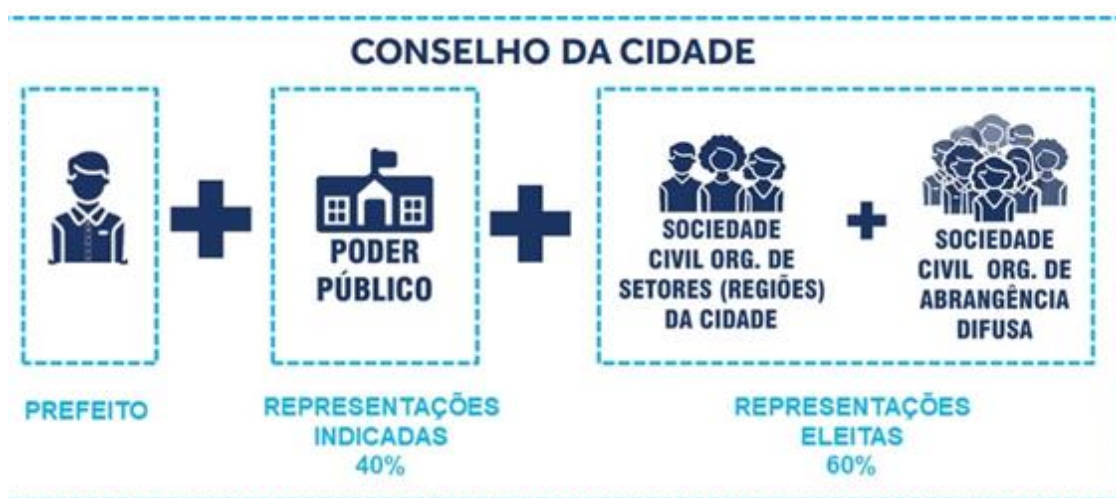 CONSELHO DA CIDADE
PREFEITO
PODER
PÚBLICO
REPRESENTAÇÕES
INDICADAS
40%
SOCIEDADE
CIVIL ORG. DE
SETORES (REGIÕES)
DA CIDADE
SOCIEDADE
CIVIL ORG. DE
ABRANGÊNCIA
DIFUSA
REPRESENTAÇÕES
ELEITAS
60%